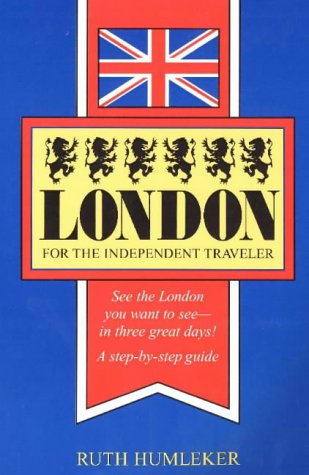 LONDON
FOR THE INDEPENDENT TRAVELER
See the London
you want to see—
in three great days!
A step-by-step guide
RUTH HUMLEKER